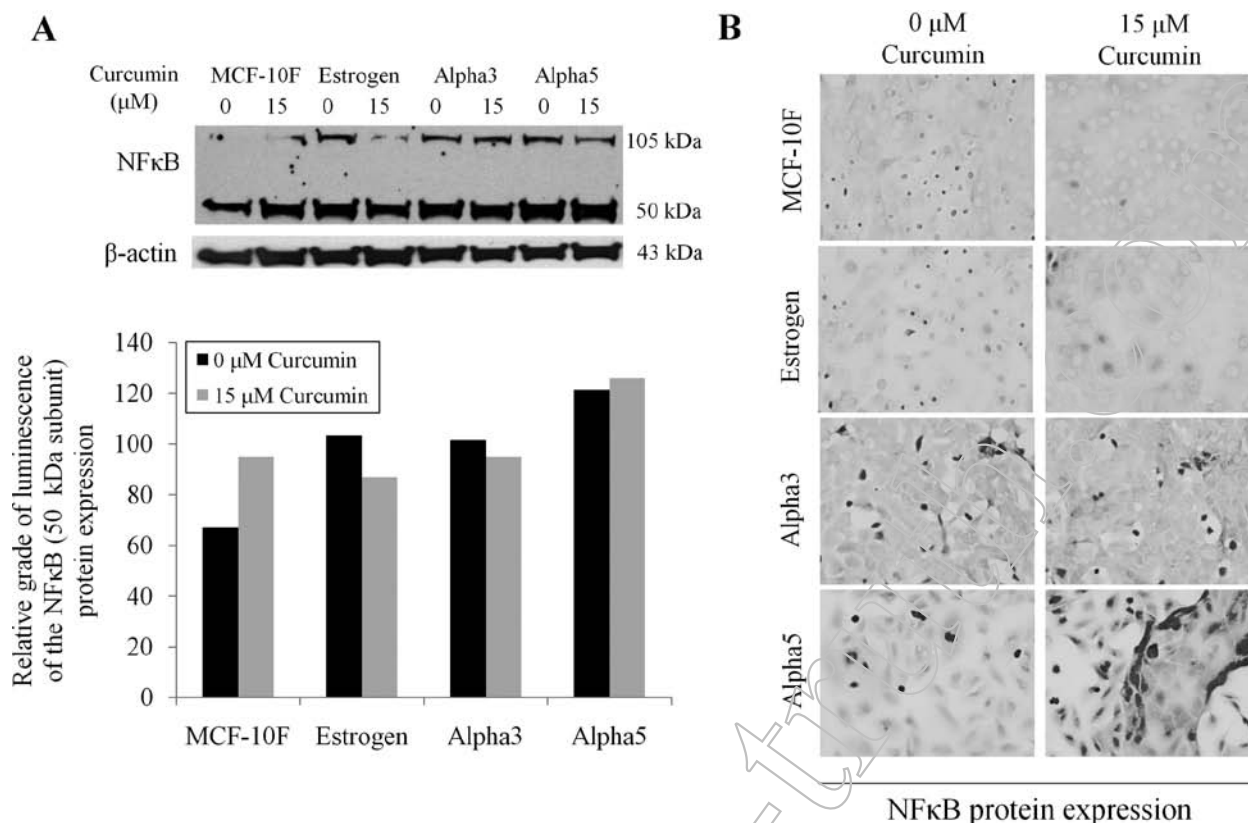 A
Curcumin MCF-10F Estrogen Alpha3 Alpha5
(μM) 0 15 0 15 0 15 0 15
NFκB
105 kDa
50 kDa
β-actin
43 kDa
Relative grade of luminescence
of the NFκB (50 kDa subunit)
protein expression
140
120
100
80
60
40
20
0
0 μM Curcumin
15 μM Curcumin
MCF-10F Estrogen Alpha3 Alpha5
B
0 μM 15 μM
Curcumin Curcumin
MCF-10F
Estrogen
Alpha3
Alpha5
NFκB protein expression